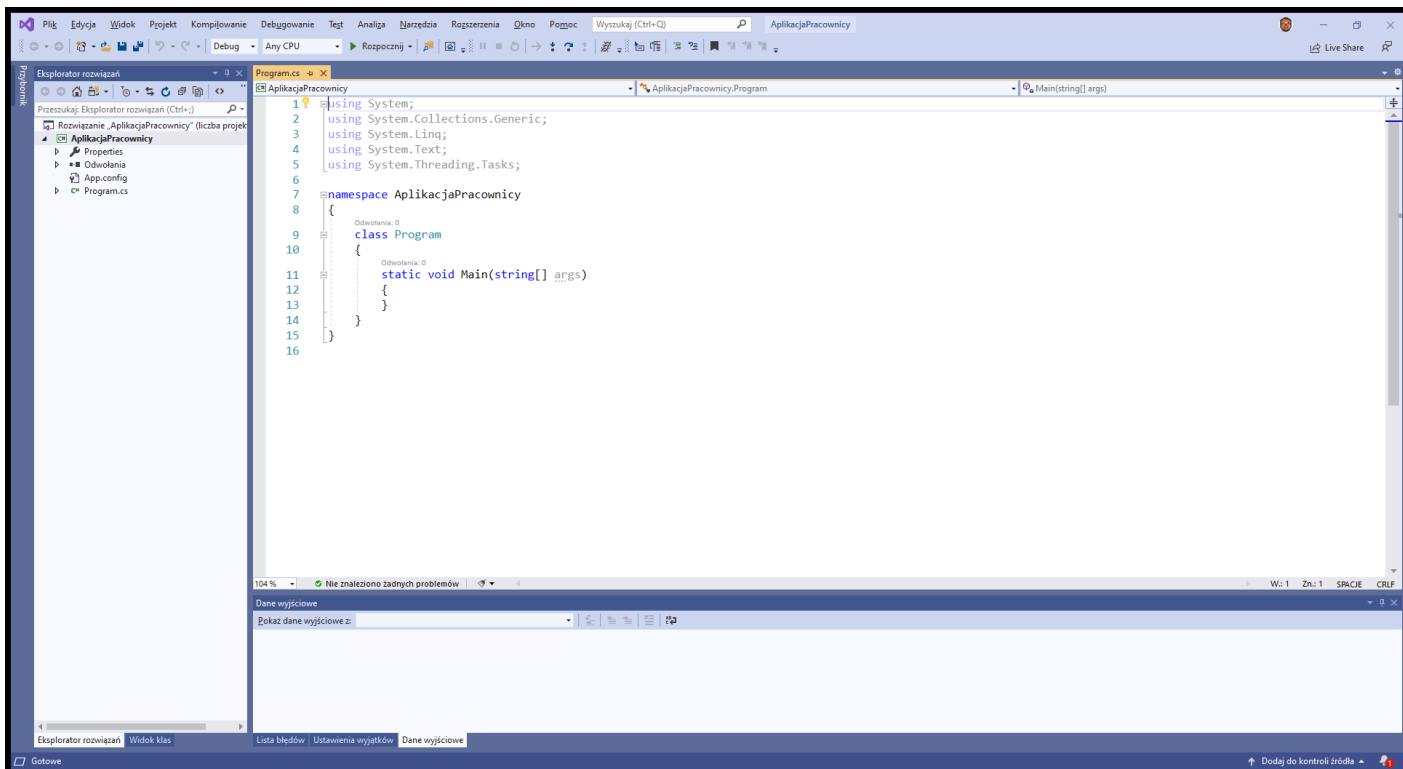 Plik Edycja Widok Projekt Kompilowanie Debugowanie Test Analiza Narzędzia Rozszerzenia Okno Pomoc Wyszukaj (Ctrl+Q) AplikacjaPracownicy
Debug Any CPU Rozpocznij Live Share
Przybornik
Eksplorator rozwiązań
Przeszukaj: Eksplorator rozwiązań (Ctrl+;)
Rozwiązanie „AplikacjaPracownicy" (liczba projek
AplikacjaPracownicy
Properties
Odwołania
App.config
Program.cs
Eksplorator rozwiązań Widok klas
Program.cs
AplikacjaPracownicy AplikacjaPracownicy.Program Main(string[] args)
1 using System;
2 using System.Collections.Generic;
3 using System.Linq;
4 using System.Text;
5 using System.Threading.Tasks;
6
7 namespace AplikacjaPracownicy
8 {
Odwołania: 0
9 class Program
10 {
Odwołania: 0
11 static void Main(string[] args)
12 {
13 }
14 }
15 }
16
104 % Nie znaleziono żadnych problemów W.: 1 Zn.: 1 SPACJE CRLF
Dane wyjściowe
Pokaż dane wyjściowe z:
Lista błędów Ustawienia wyjątków Dane wyjściowe
Gotowe Dodaj do kontroli źródła 1